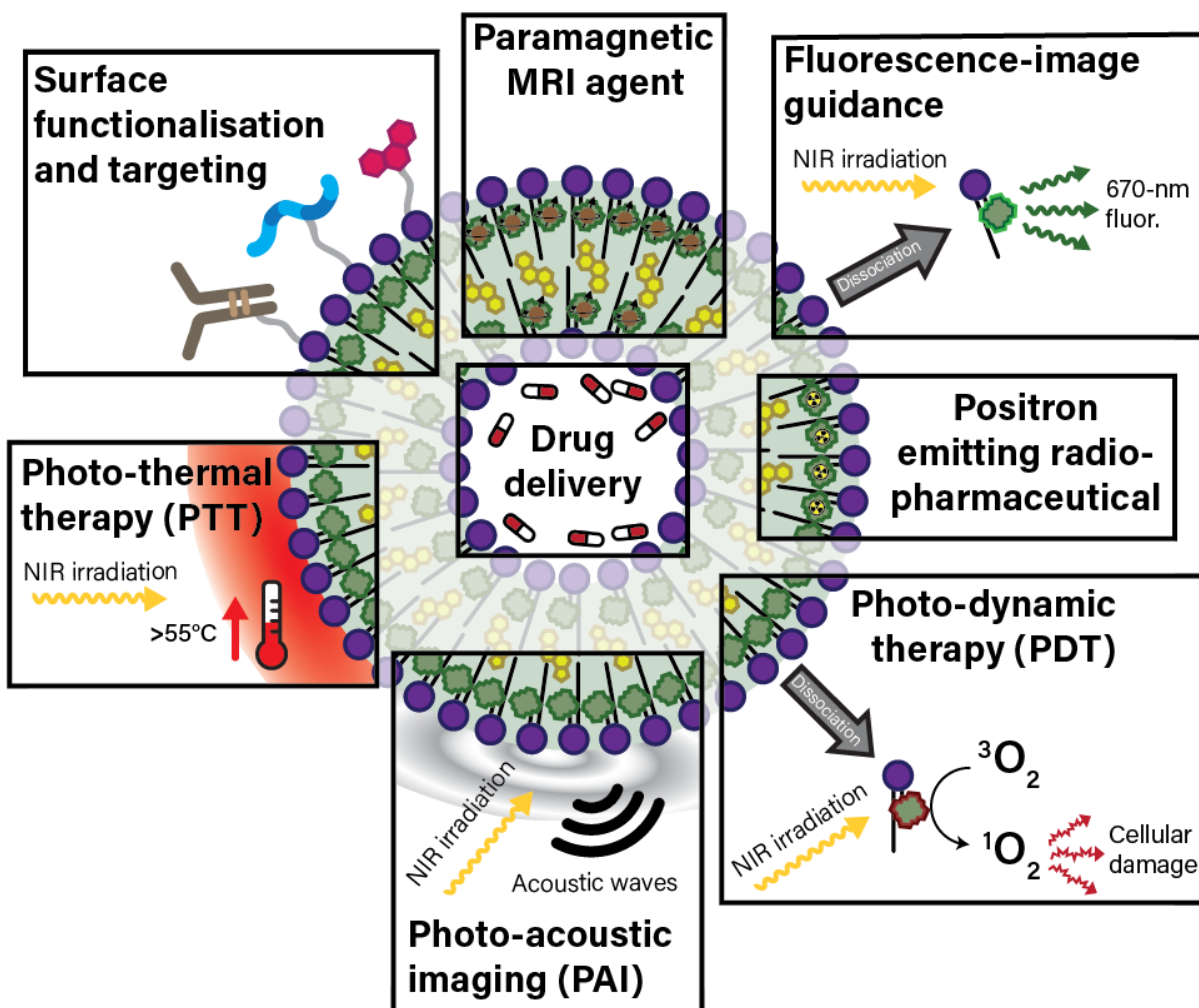 Surface
functionalisation
and targeting
Paramagnetic
MRI agent
Fluorescence-image
guidance
NIR irradiation
Dissociation
670-nm
fluor.
Drug
delivery
Positron
emitting radio-
pharmaceutical
Photo-thermal
therapy (PTT)
NIR irradiation
>55°C
Photo-dynamic
therapy (PDT)
Dissociation
NIR irradiation
³O₂
¹O₂
Cellular
damage
NIR irradiation
Acoustic waves
Photo-acoustic
imaging (PAI)